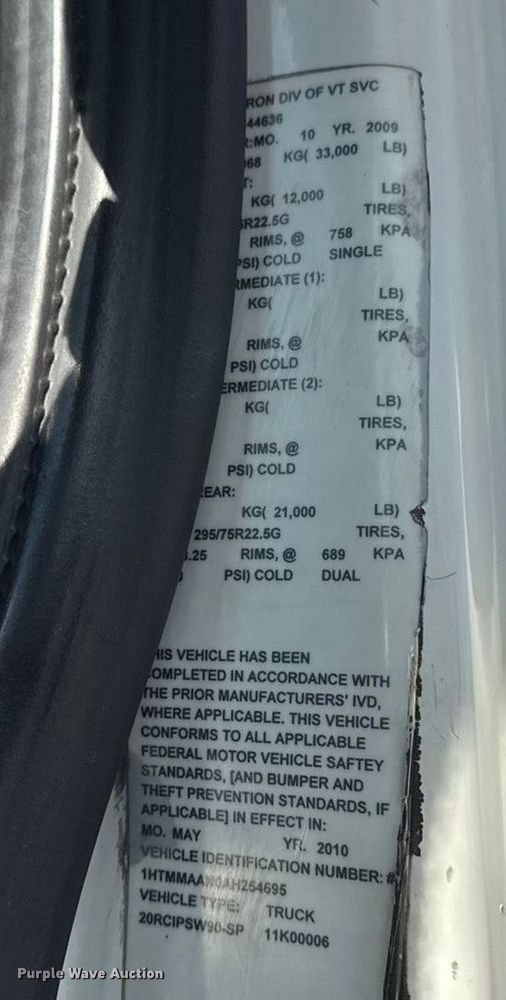 RON DIV OF VT SVC
44636
R:MO. 10 YR. 2009
068 KG( 33,000 LB)
T:
KG( 12,000 LB)
R22.5G TIRES,
RIMS, @ 758 KPA
PSI) COLD SINGLE
RMEDIATE (1):
KG( LB)
TIRES,
RIMS, @ KPA
PSI) COLD
ERMEDIATE (2):
KG( LB)
TIRES,
RIMS, @ KPA
PSI) COLD
EAR:
KG( 21,000 LB)
295/75R22.5G TIRES,
.25 RIMS, @ 689 KPA
PSI) COLD DUAL
HIS VEHICLE HAS BEEN
COMPLETED IN ACCORDANCE WITH
THE PRIOR MANUFACTURERS' IVD,
WHERE APPLICABLE. THIS VEHICLE
CONFORMS TO ALL APPLICABLE
FEDERAL MOTOR VEHICLE SAFTEY
STANDARDS, [AND BUMPER AND
THEFT PREVENTION STANDARDS, IF
APPLICABLE] IN EFFECT IN:
MO. MAY YR. 2010
VEHICLE IDENTIFICATION NUMBER: #
VEHICLE TYPE: TRUCK
20RCIPSW90-SP 11K00006
Purple Wave Auction